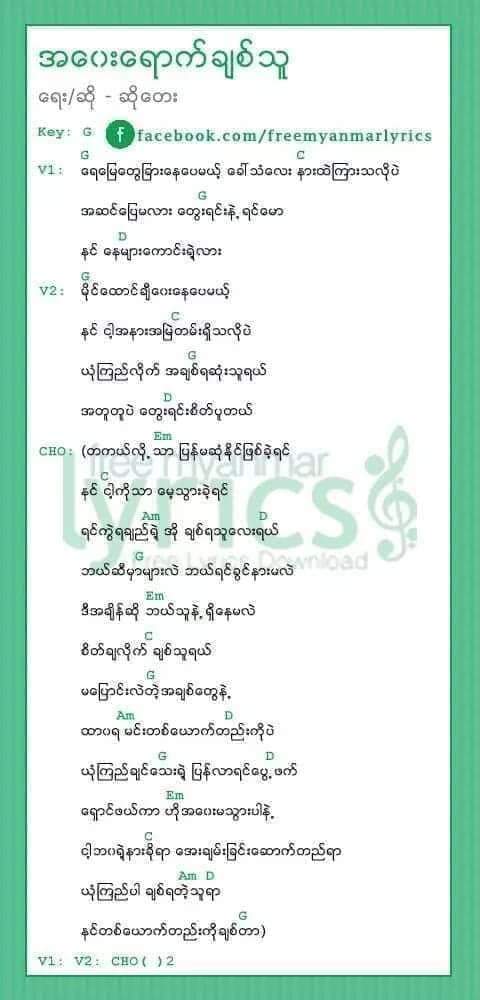 အဝေးရောက်ချစ်သူ
ရေး/ဆို - ဆိုတေး
Key: G facebook.com/freemyanmarlyrics
G C
V1: ရေမြေတွေခြားနေပေမယ့် ခေါ်သံလေး နားထဲကြားသလိုပဲ
G
အဆင်ပြေမလား တွေးရင်းနဲ့ ရင်မော
D
နင် နေများကောင်းရဲ့လား
G
V2: မိုင်ထောင်ချီဝေးနေပေမယ့်
C
နင် ငါ့အနားအမြဲတမ်းရှိသလိုပဲ
G
ယုံကြည်လိုက် အချစ်ရဆုံးသူရယ်
D
အတူတူပဲ တွေးရင်းစိတ်ပူတယ်
Em
CHO: (တကယ်လို့ သာ ပြန်မဆုံနိုင်ဖြစ်ခဲ့ရင်
C
နင် ငါ့ကိုသာ မေ့သွားခဲ့ရင်
Am D
ရင်ကွဲရချည်ရဲ့ အို ချစ်ရသူလေးရယ်
G
ဘယ်ဆီမှာများလဲ ဘယ်ရင်ခွင်နားမလဲ
Em
ဒီအချိန်ဆို ဘယ်သူနဲ့ ရှိနေမလဲ
C
စိတ်ချလိုက် ချစ်သူရယ်
G
မပြောင်းလဲတဲ့အချစ်တွေနဲ့
Am D
ထာဝရ မင်းတစ်ယောက်တည်းကိုပဲ
G D
ယုံကြည်ချင်သေးရဲ့ ပြန်လာရင်ပွေ့ ဖက်
Em
ရှောင်ဖယ်ကာ ဟိုအဝေးမသွားပါနဲ့
C
ငါ့ဘဝရဲ့နားခိုရာ အေးချမ်းခြင်းဆောက်တည်ရာ
Am D
ယုံကြည်ပါ ချစ်ရတဲ့သူရာ
G
နင်တစ်ယောက်တည်းကိုချစ်တာ)
V1: V2: CHO( )2
free myanmar
lyrics
Free Lyrics Download